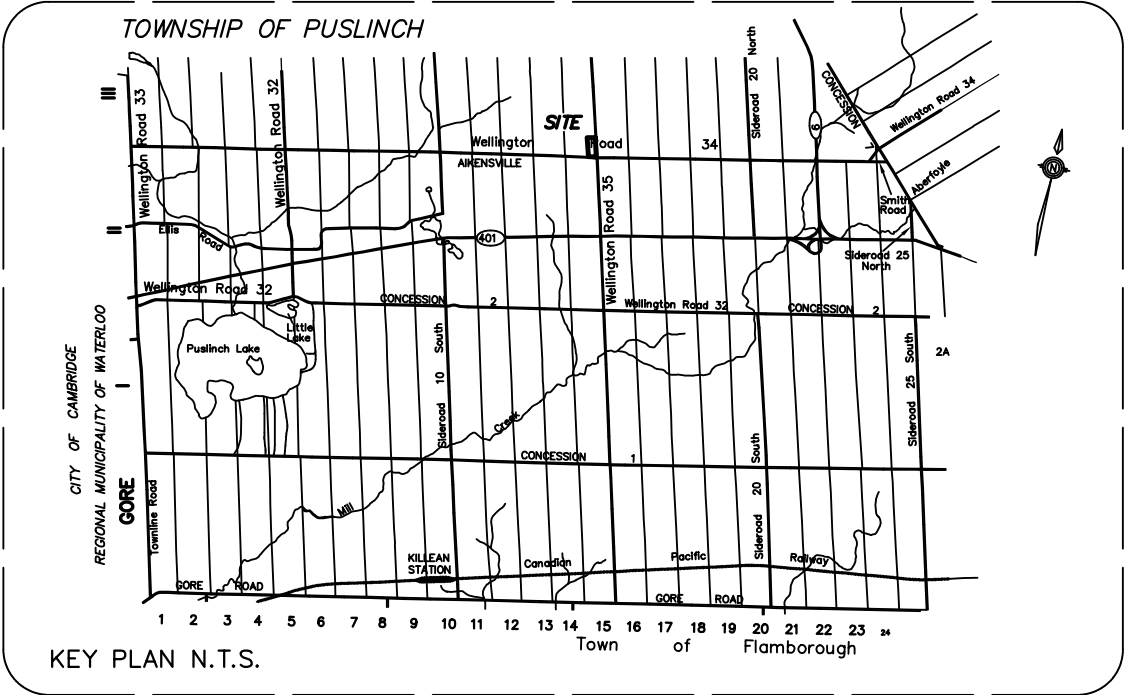 TOWNSHIP OF PUSLINCH
III
Wellington Road 33
Wellington Road 32
Sideroad 20 North
6
CONCESSION
7
Wellington Road 34
SITE
Wellington Road 34
AIKENSVILLE
Wellington Road 35
Aberfoyle
Smith
Road
N
II
Ellis Road
401
Sideroad 25
North
Wellington Road 32
CONCESSION 2
Wellington Road 32
CONCESSION 2
Little
Lake
Puslinch Lake
Sideroad 10 South
2A
Sideroad 25 South
I
CITY OF CAMBRIDGE
REGIONAL MUNICIPALITY OF WATERLOO
Creek
CONCESSION 1
Sideroad 20 South
GORE
Townline Road
Mill
KILLEAN
STATION
Canadian Pacific Railway
GORE ROAD
GORE ROAD
1 2 3 4 5 6 7 8 9 10 11 12 13 14 15 16 17 18 19 20 21 22 23 24
Town of Flamborough
KEY PLAN N.T.S.